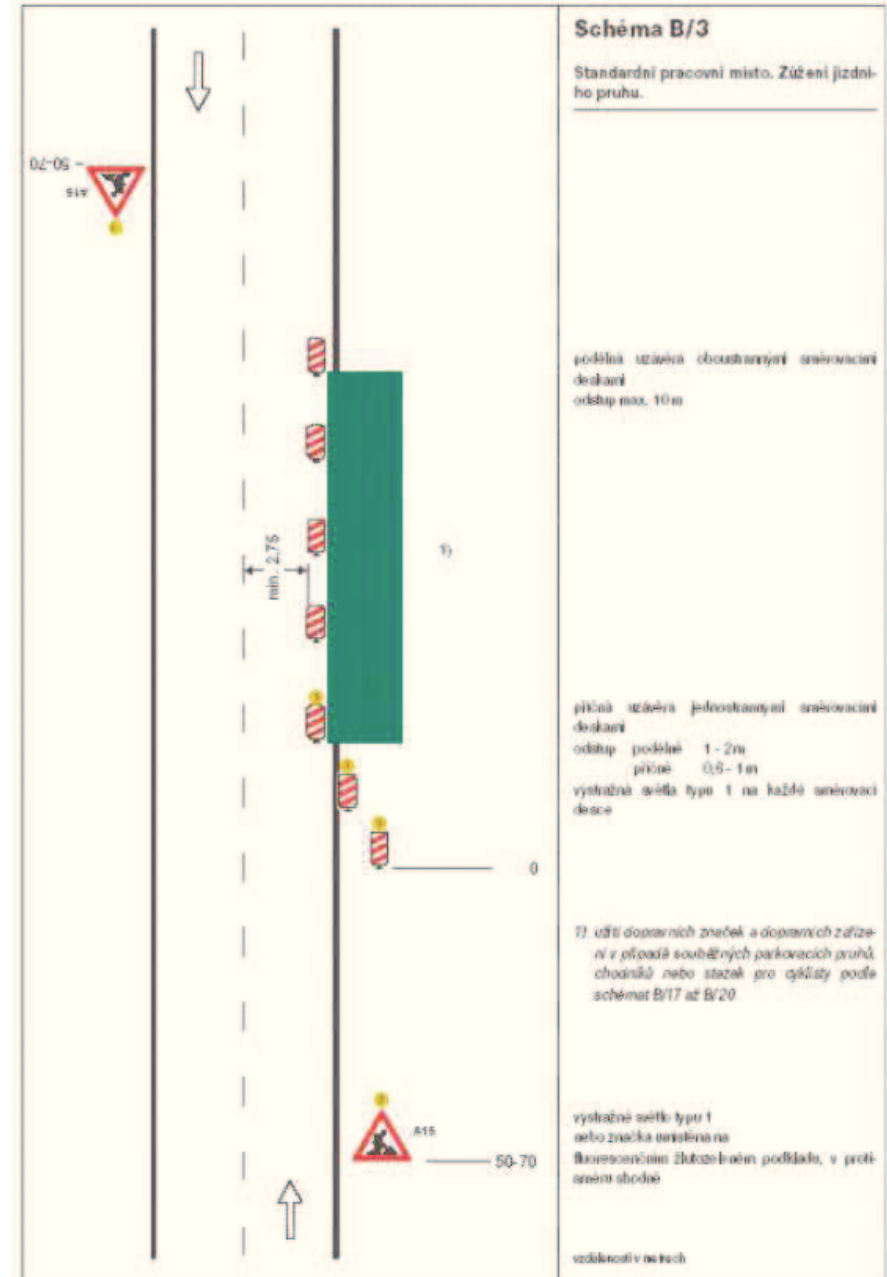 Schéma B/3
Standardní pracovní místo. Zúžení jízdní-
ho pruhu.
50-70
A15
podélná uzávěra oboustrannými směrovacími
deskami
odstup max. 10 m
min. 2,75
1)
příčná uzávěra jednostrannými směrovacími
deskami
odstup podélné 1 - 2 m
příčné 0,6 - 1 m
výstražná světla typu 1 na každé směrovací
desce
0
1) užití dopravních značek a dopravních zaříze-
ní v případě souběžných parkovacích pruhů,
chodníků nebo stezek pro cyklisty podle
schémat B/17 až B/20
výstražné světlo typu 1
nebo značka umístěna na
fluorescenčním žlutozeleném podkladu, v proti-
směru shodně
A15
50-70
vzdálenosti v metrech